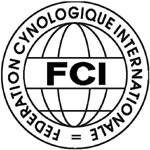 FEDERATION CYNOLOGIQUE INTERNATIONALE =
FCI